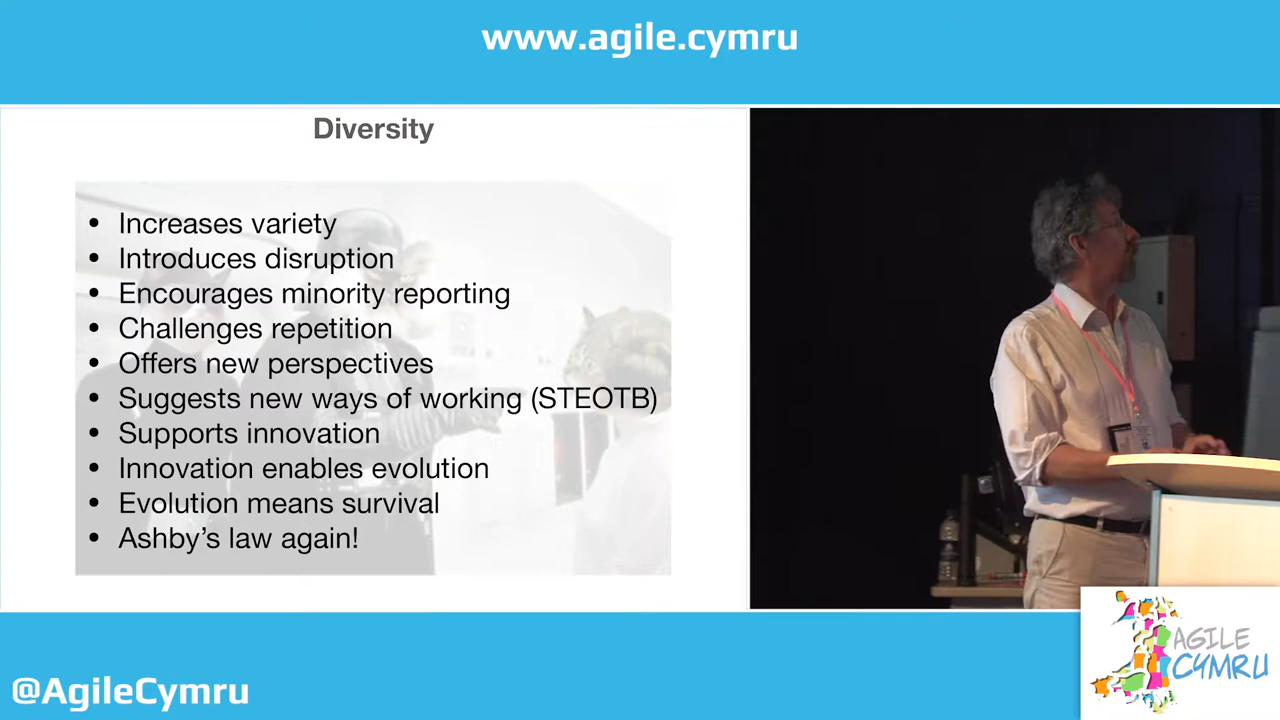 www.agile.cymru
Diversity
• Increases variety
• Introduces disruption
• Encourages minority reporting
• Challenges repetition
• Offers new perspectives
• Suggests new ways of working (STEOTB)
• Supports innovation
• Innovation enables evolution
• Evolution means survival
• Ashby’s law again!
AGILE
CYMRU
@AgileCymru